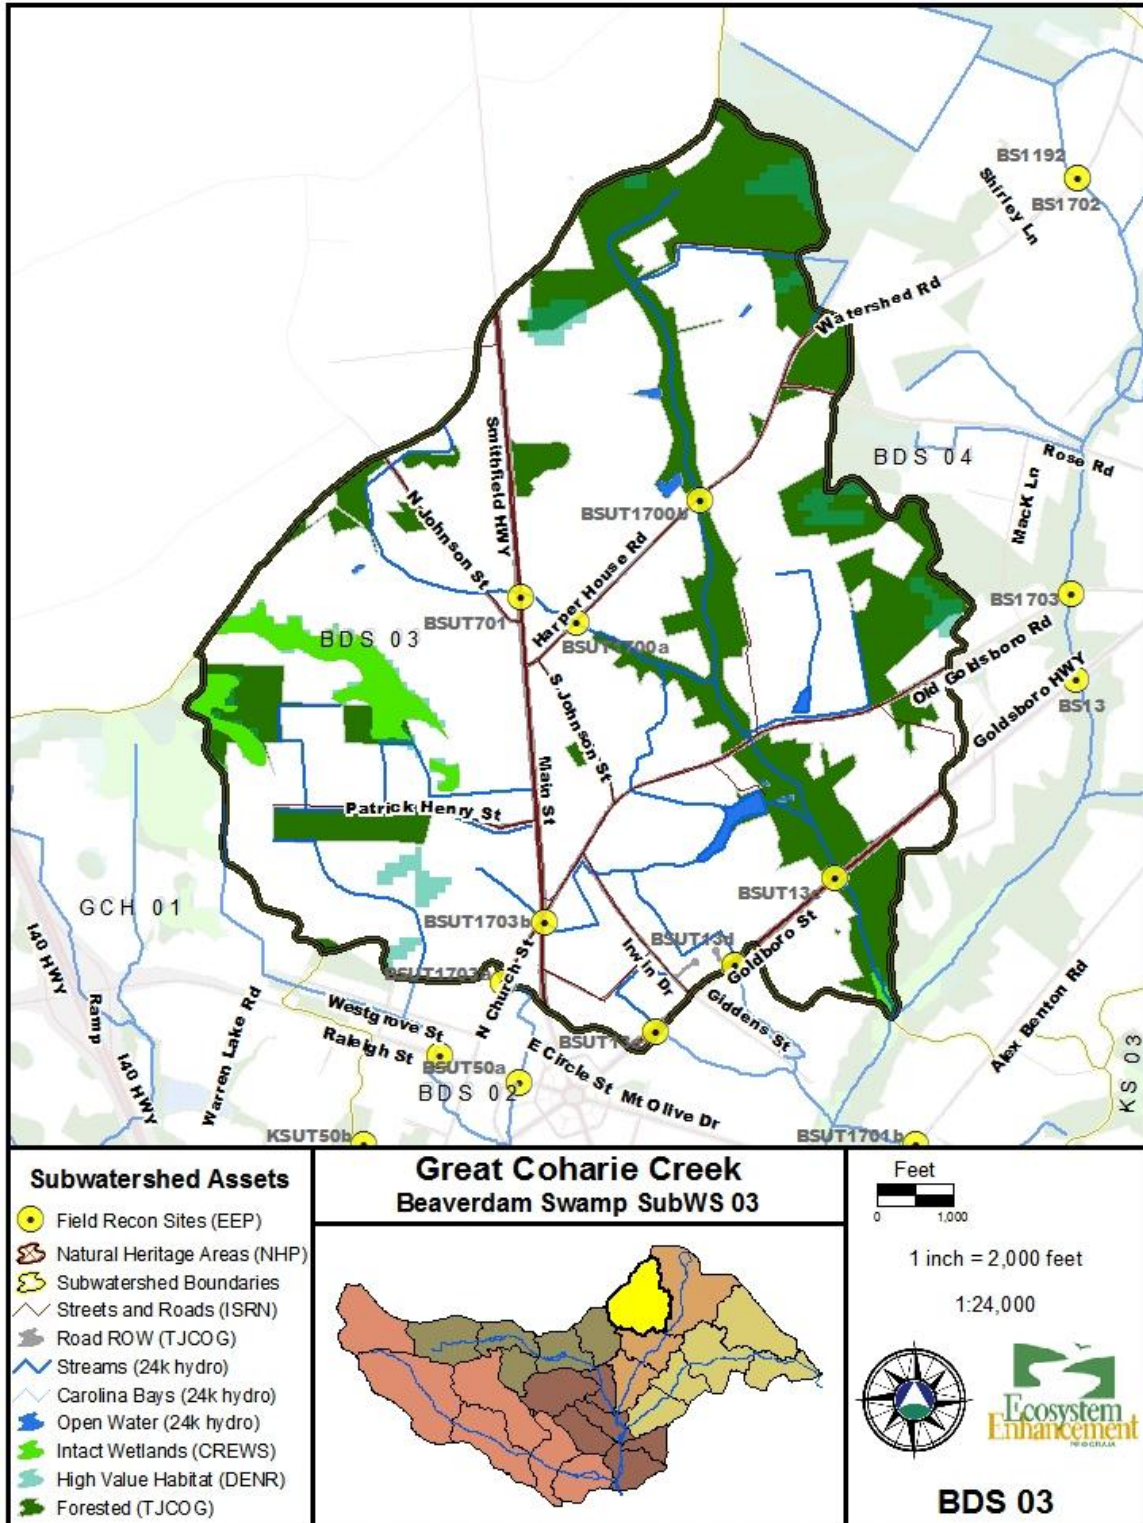 BS1192
BS1702
Shirley Ln
Watershed Rd
Smithfield HWY
BDS 04
Rose Rd
Mack Ln
N Johnson St
BSUT1700b
Harper House Rd
BSUT701
BS1703
BDS 03
BSUT1700a
Old Goldsboro Rd
Goldsboro HWY
BS13
S Johnson St
Main St
Patrick Henry St
GCH 01
BSUT1703b
BSUT13d
Goldboro St
I40 HWY
Ramp
I40 HWY
Warren Lake Rd
Westgrove St
Raleigh St
N Church St
Irwin Dr
Giddens St
Alex Benton Rd
BSUT50a
E Circle St
Mt Olive Dr
BDS 02
KS 03
KSUT50b
BSUT1701b
Subwatershed Assets
Field Recon Sites (EEP)
Natural Heritage Areas (NHP)
Subwatershed Boundaries
Streets and Roads (ISRN)
Road ROW (TJCOG)
Streams (24k hydro)
Carolina Bays (24k hydro)
Open Water (24k hydro)
Intact Wetlands (CREWS)
High Value Habitat (DENR)
Forested (TJCOG)
Great Coharie Creek
Beaverdam Swamp SubWS 03
Feet
0 1,000
1 inch = 2,000 feet
1:24,000
Ecosystem
Enhancement
BDS 03